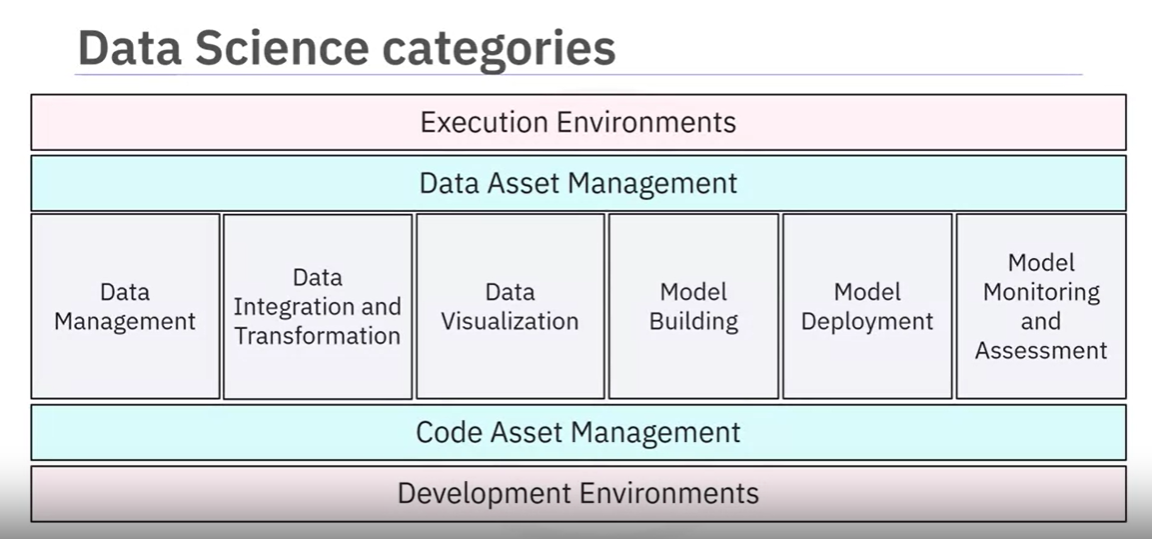 Data Science categories
Execution Environments
Data Asset Management
Data
Management
Data
Integration and
Transformation
Data
Visualization
Model
Building
Model
Deployment
Model
Monitoring
and
Assessment
Code Asset Management
Development Environments